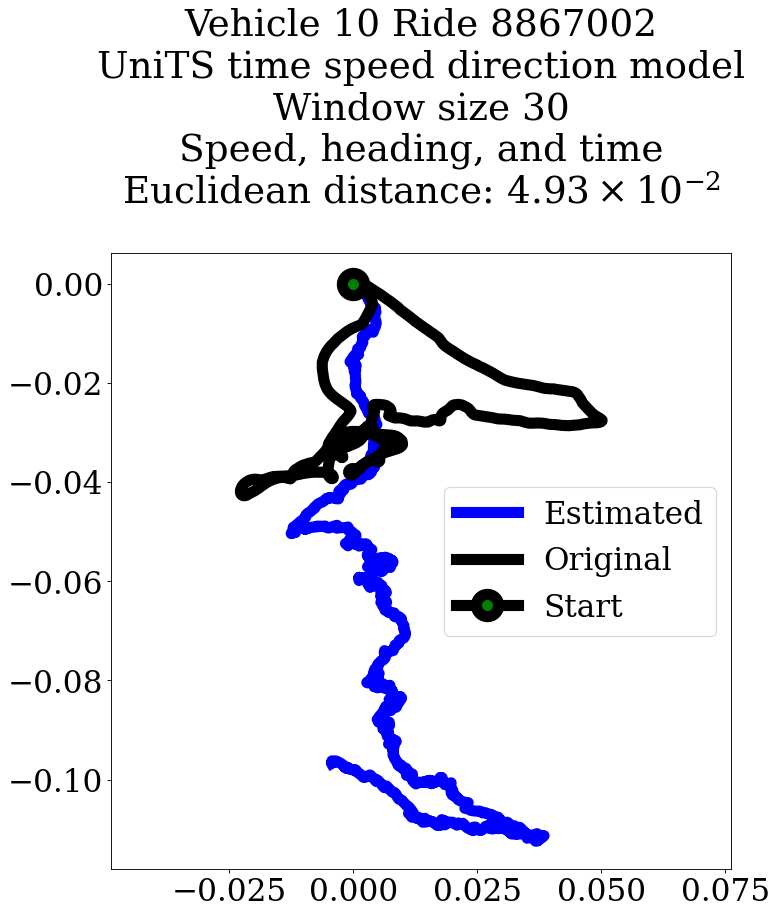 Vehicle 10 Ride 8867002
UniTS time speed direction model
Window size 30
Speed, heading, and time
Euclidean distance: 4.93 × 10⁻²
0.00
−0.02
−0.04
−0.06
−0.08
−0.10
Estimated
Original
Start
−0.025 0.000 0.025 0.050 0.075